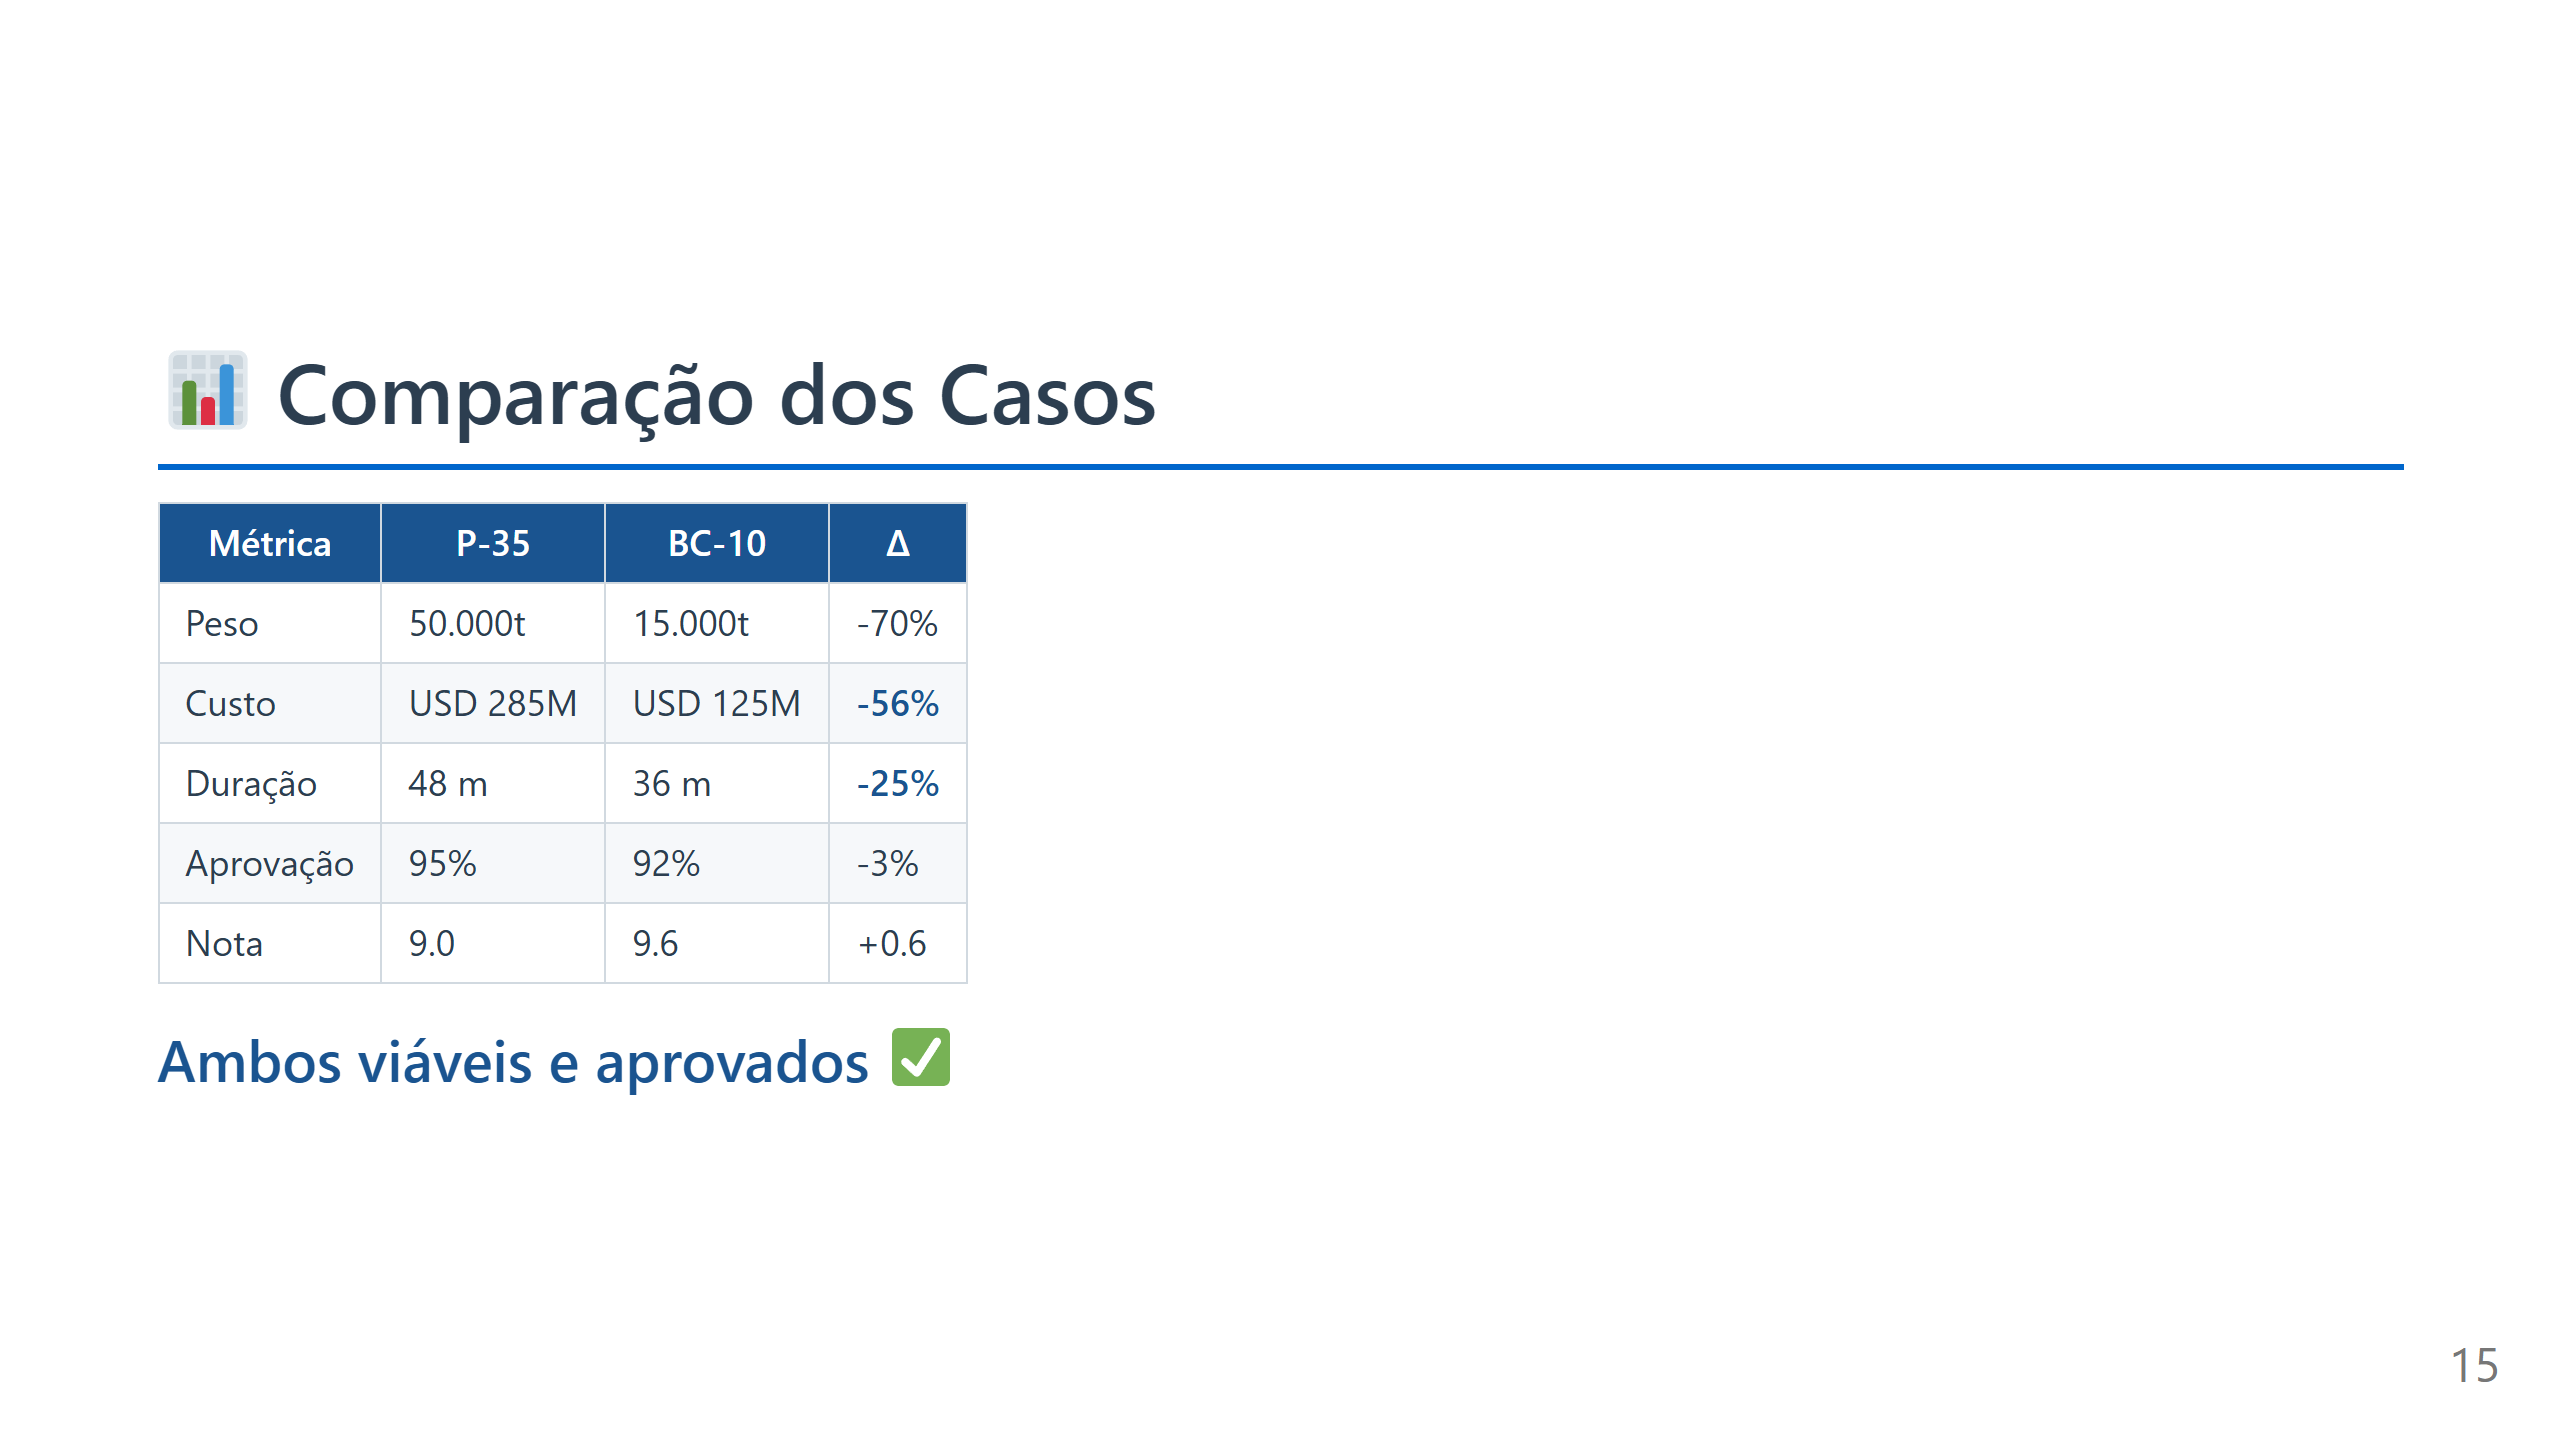 Comparação dos Casos
Métrica P-35 BC-10 Δ
Peso 50.000t 15.000t -70%
Custo USD 285M USD 125M -56%
Duração 48 m 36 m -25%
Aprovação 95% 92% -3%
Nota 9.0 9.6 +0.6
Ambos viáveis e aprovados ✅
15